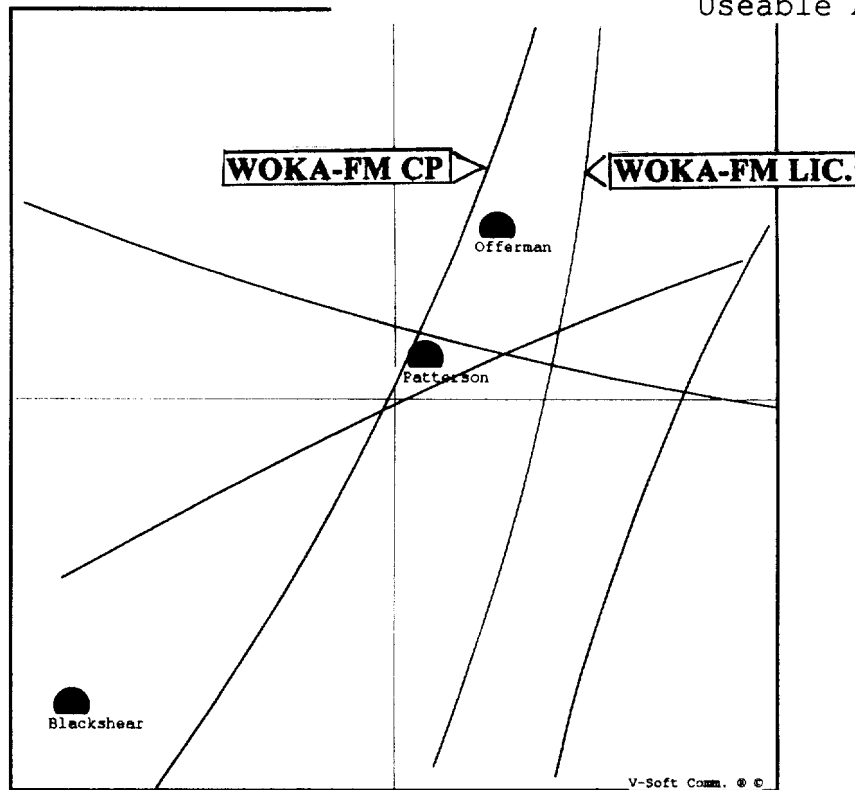 Useable
WOKA-FM CP
WOKA-FM LIC.
Offerman
Patterson
Blackshear
V-Soft Comm. ® ©